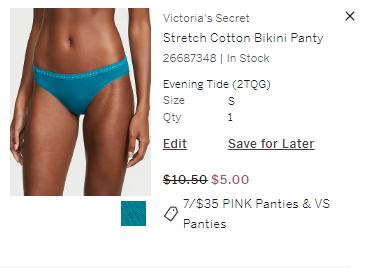 Victoria's Secret
Stretch Cotton Bikini Panty
26687348 | In Stock
Evening Tide (2TQG)
Size S
Qty 1
Edit Save for Later
$10.50 $5.00
7/$35 PINK Panties & VS
Panties